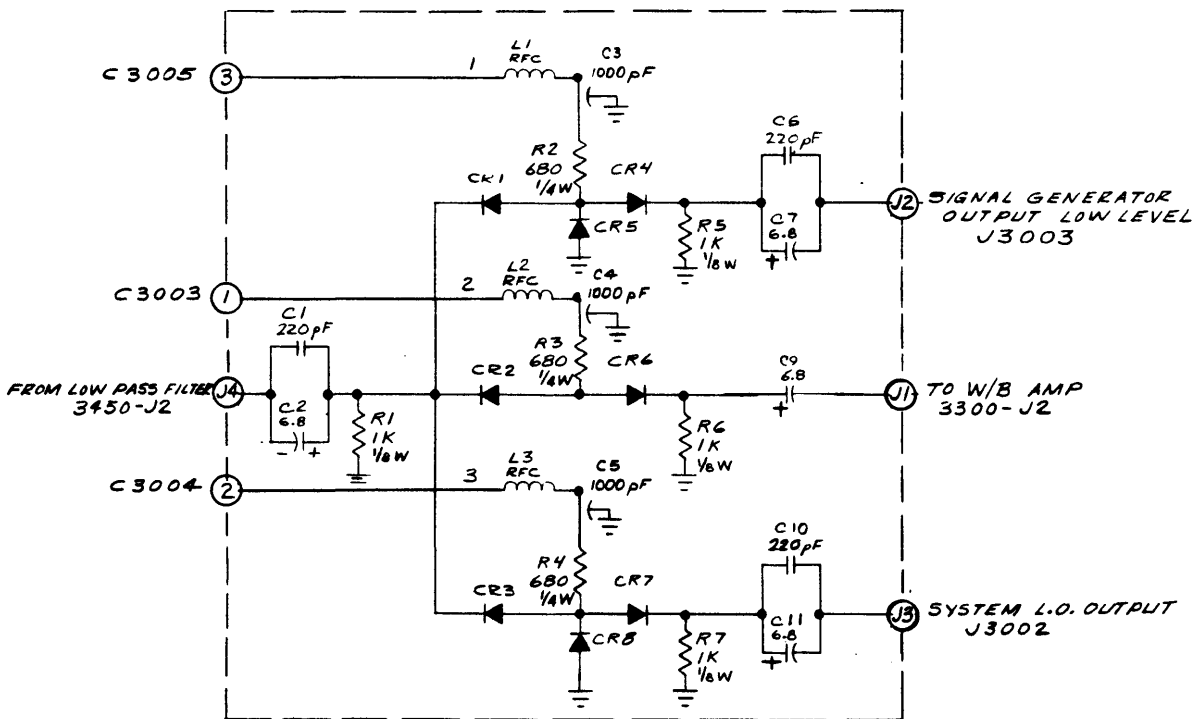 C3005
3
1
L1
RFC
C3
1000pF
R2
680
1/4W
CR1
CR4
CR5
R5
1K
1/8W
C6
220pF
C7
6.8
+
J2
SIGNAL GENERATOR
OUTPUT LOW LEVEL
J3003
C3003
1
2
L2
RFC
C4
1000pF
C1
220pF
R3
680
1/4W
CR2
CR6
C9
6.8
+
FROM LOW PASS FILTER
3450-J2
J4
C2
6.8
- +
R1
1K
1/8W
R6
1K
1/8W
J1
TO W/B AMP
3300-J2
C3004
2
3
L3
RFC
C5
1000pF
R4
680
1/4W
CR3
CR7
CR8
R7
1K
1/8W
C10
220pF
C11
6.8
+
J3
SYSTEM L.O. OUTPUT
J3002